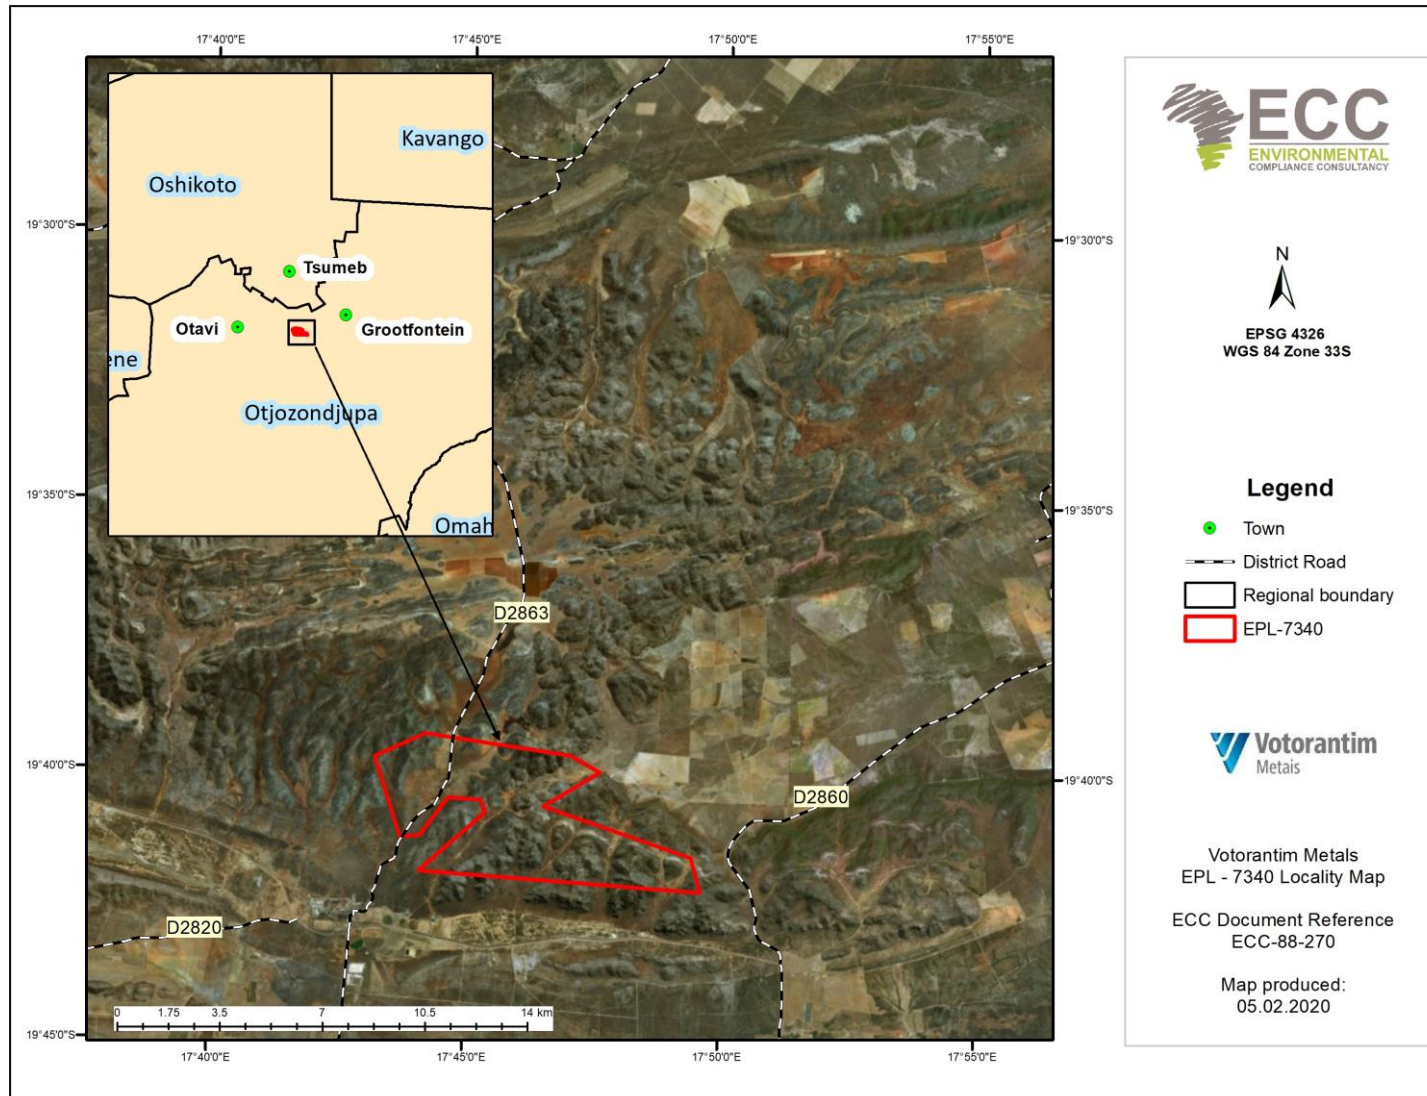 17°40'0"E
17°45'0"E
17°50'0"E
17°55'0"E
Kavango
Oshikoto
Tsumeb
Otavi
Grootfontein
ene
Otjozondjupa
Omah
19°30'0"S
19°30'0"S
19°35'0"S
19°35'0"S
D2863
19°40'0"S
19°40'0"S
D2860
D2820
0 1.75 3.5 7 10.5 14 km
19°45'0"S
17°40'0"E
17°45'0"E
17°50'0"E
17°55'0"E
ECC
ENVIRONMENTAL
COMPLIANCE CONSULTANCY
N
EPSG 4326
WGS 84 Zone 33S
Legend
Town
District Road
Regional boundary
EPL-7340
Votorantim
Metais
Votorantim Metals
EPL - 7340 Locality Map
ECC Document Reference
ECC-88-270
Map produced:
05.02.2020